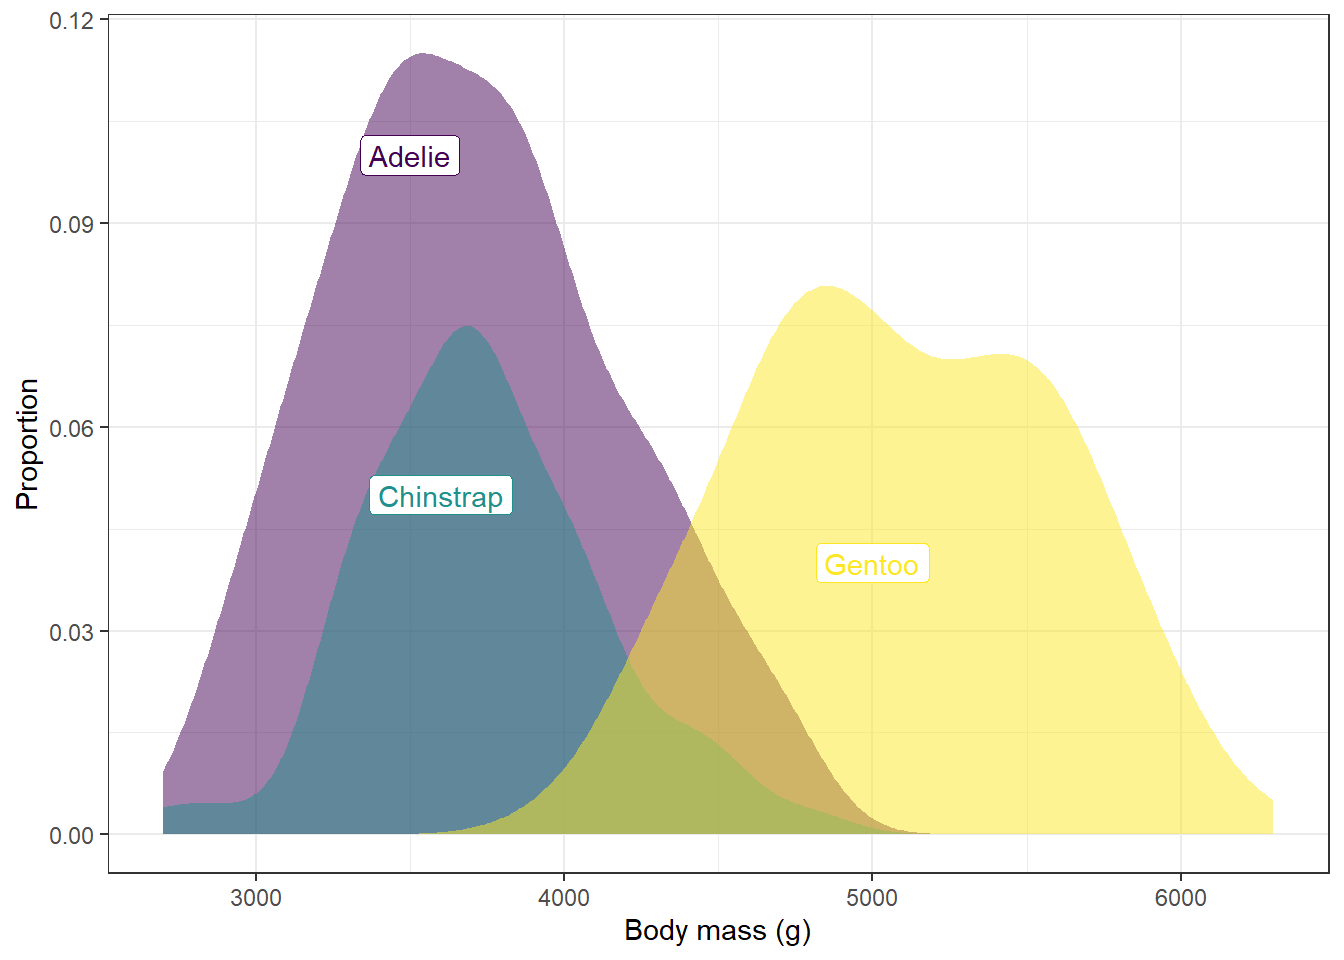 0.12
0.09
0.06
0.03
0.00
Proportion
Adelie
Chinstrap
Gentoo
3000 4000 5000 6000
Body mass (g)